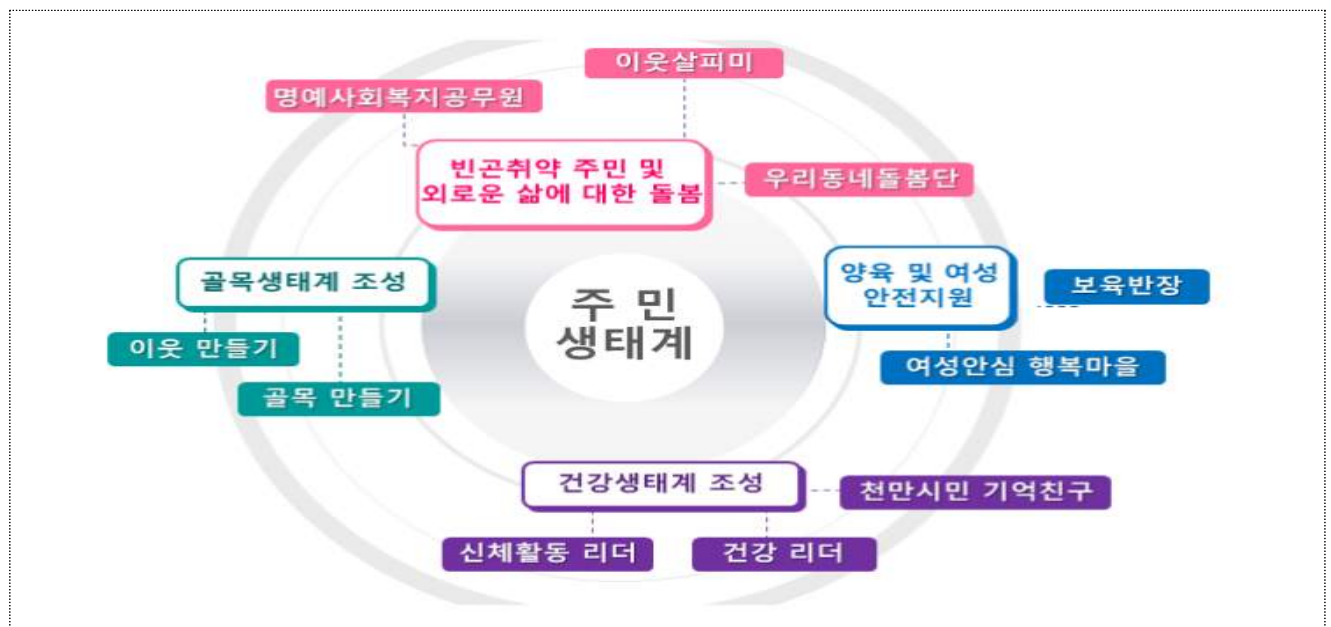 이웃살피미
명예사회복지공무원
빈곤취약 주민 및
외로운 삶에 대한 돌봄
우리동네돌봄단
골목생태계 조성
이웃 만들기
골목 만들기
주 민
생태계
양육 및 여성
안전지원
보육반장
여성안심 행복마을
건강생태계 조성
천만시민 기억친구
신체활동 리더
건강 리더